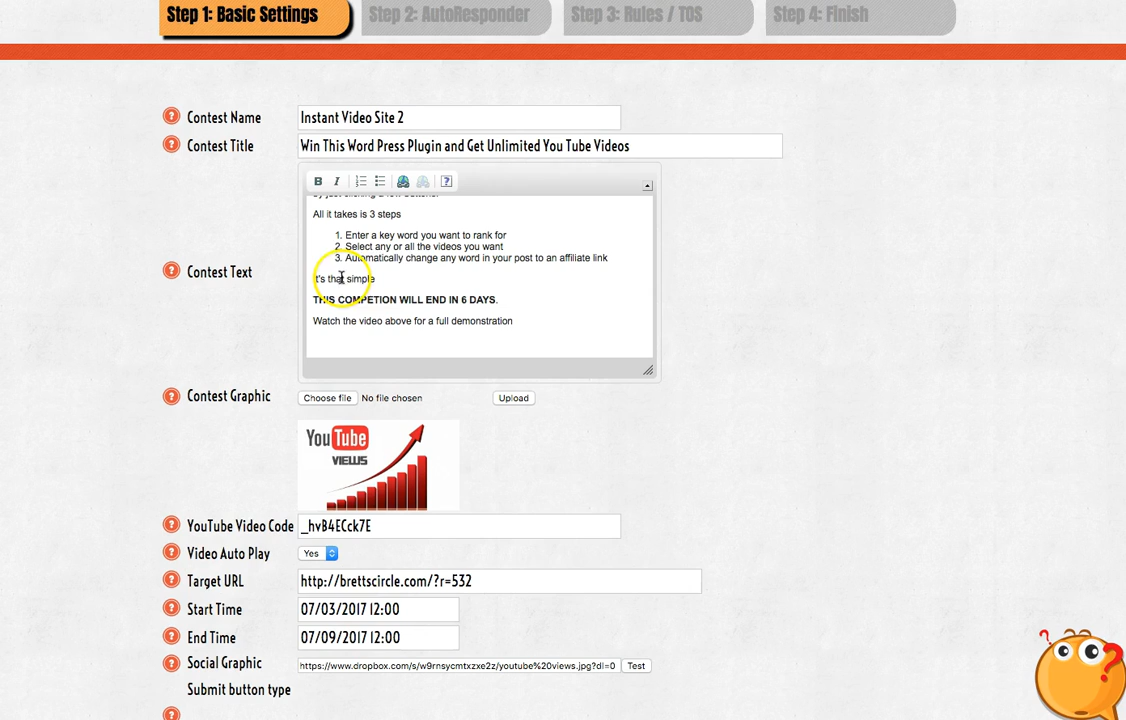 Step 1: Basic Settings
Step 2: AutoResponder
Step 3: Rules / TOS
Step 4: Finish
Contest Name
Instant Video Site 2
Contest Title
Win This Word Press Plugin and Get Unlimited You Tube Videos
B I
All it takes is 3 steps
1. Enter a key word you want to rank for
2. Select any or all the videos you want
3. Automatically change any word in your post to an affiliate link
Contest Text
It's that simple
THIS COMPETION WILL END IN 6 DAYS.
Watch the video above for a full demonstration
Contest Graphic
Choose file No file chosen
Upload
You Tube
VIEWS
YouTube Video Code
_hvB4ECck7E
Video Auto Play
Yes
Target URL
http://brettscircle.com/?r=532
Start Time
07/03/2017 12:00
End Time
07/09/2017 12:00
Social Graphic
https://www.dropbox.com/s/w9rnsycmtxzxe2z/youtube%20views.jpg?dl=0
Test
Submit button type